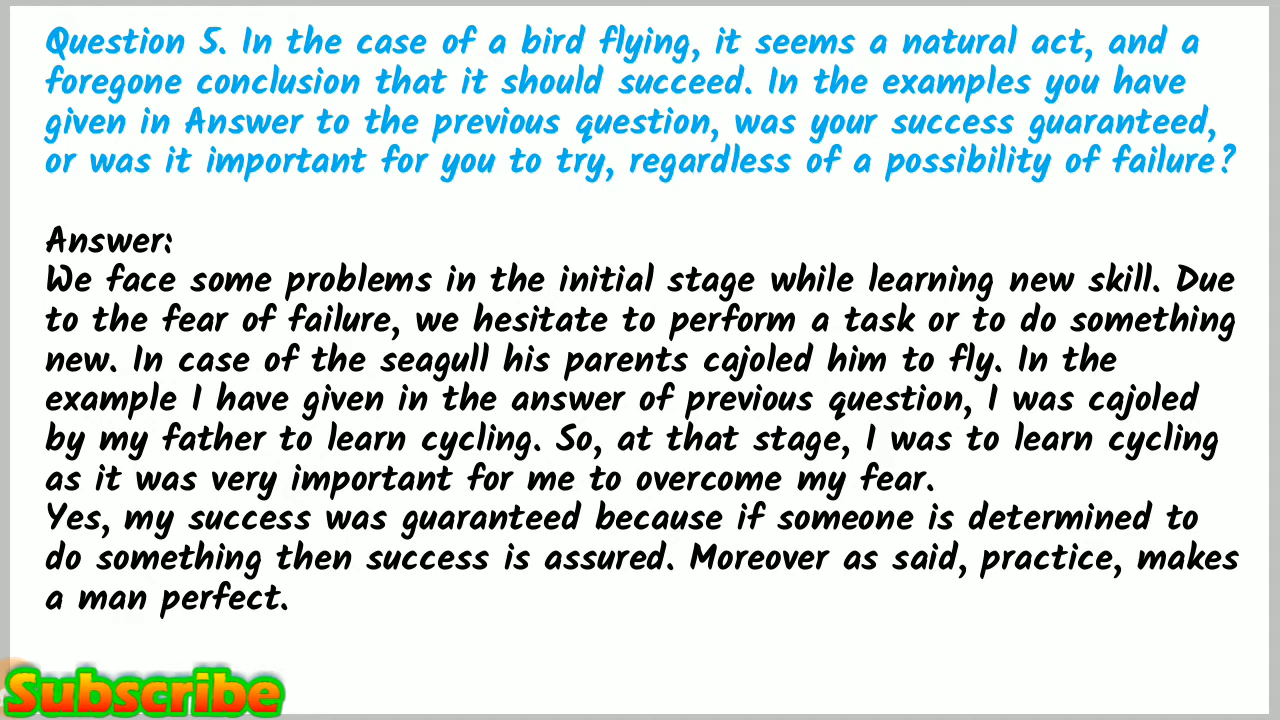 Question 5. In the case of a bird flying, it seems a natural act, and a
foregone conclusion that it should succeed. In the examples you have
given in Answer to the previous question, was your success guaranteed,
or was it important for you to try, regardless of a possibility of failure?
Answer:
We face some problems in the initial stage while learning new skill. Due
to the fear of failure, we hesitate to perform a task or to do something
new. In case of the seagull his parents cajoled him to fly. In the
example I have given in the answer of previous question, I was cajoled
by my father to learn cycling. So, at that stage, I was to learn cycling
as it was very important for me to overcome my fear.
Yes, my success was guaranteed because if someone is determined to
do something then success is assured. Moreover as said, practice, makes
a man perfect.
Subscribe